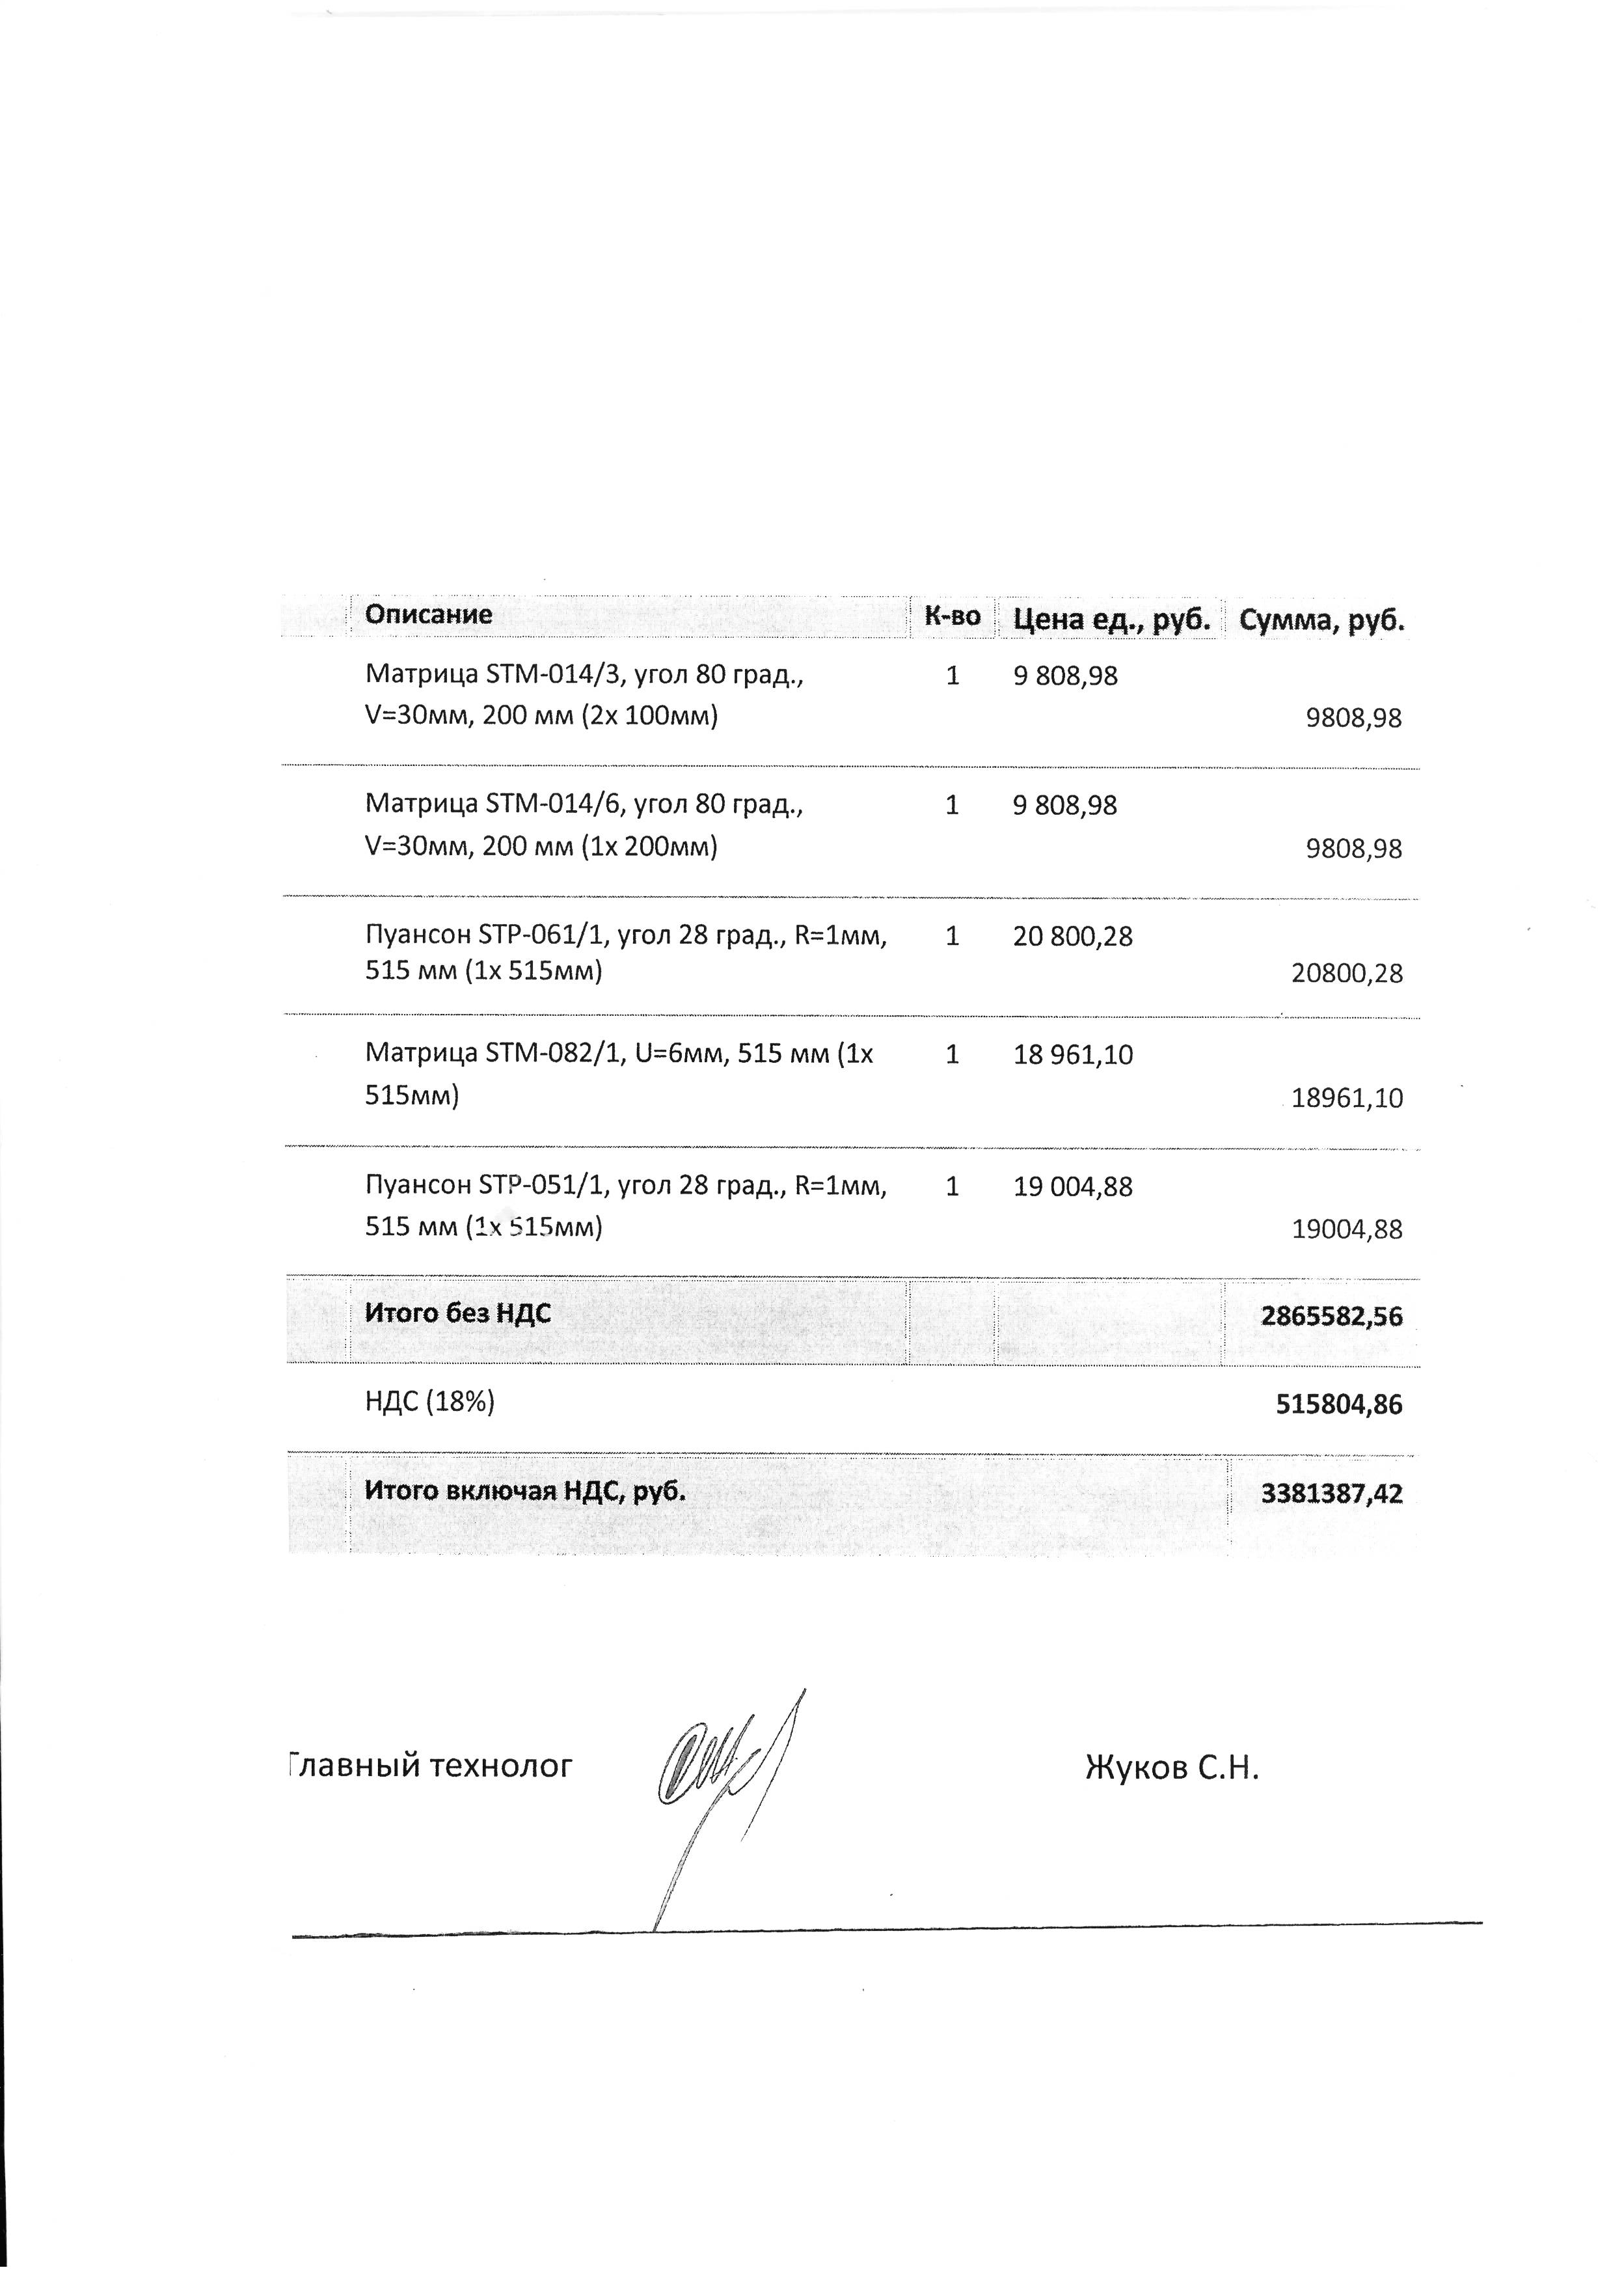 Описание К-во Цена ед., руб. Сумма, руб.
Матрица STM-014/3, угол 80 град., 1 9 808,98
V=30мм, 200 мм (2х 100мм) 9808,98
Матрица STM-014/6, угол 80 град., 1 9 808,98
V=30мм, 200 мм (1х 200мм) 9808,98
Пуансон STP-061/1, угол 28 град., R=1мм, 1 20 800,28
515 мм (1х 515мм) 20800,28
Матрица STM-082/1, U=6мм, 515 мм (1х 1 18 961,10
515мм) 18961,10
Пуансон STP-051/1, угол 28 град., R=1мм, 1 19 004,88
515 мм (1х 515мм) 19004,88
Итого без НДС 2865582,56
НДС (18%) 515804,86
Итого включая НДС, руб. 3381387,42
Главный технолог Жуков С.Н.